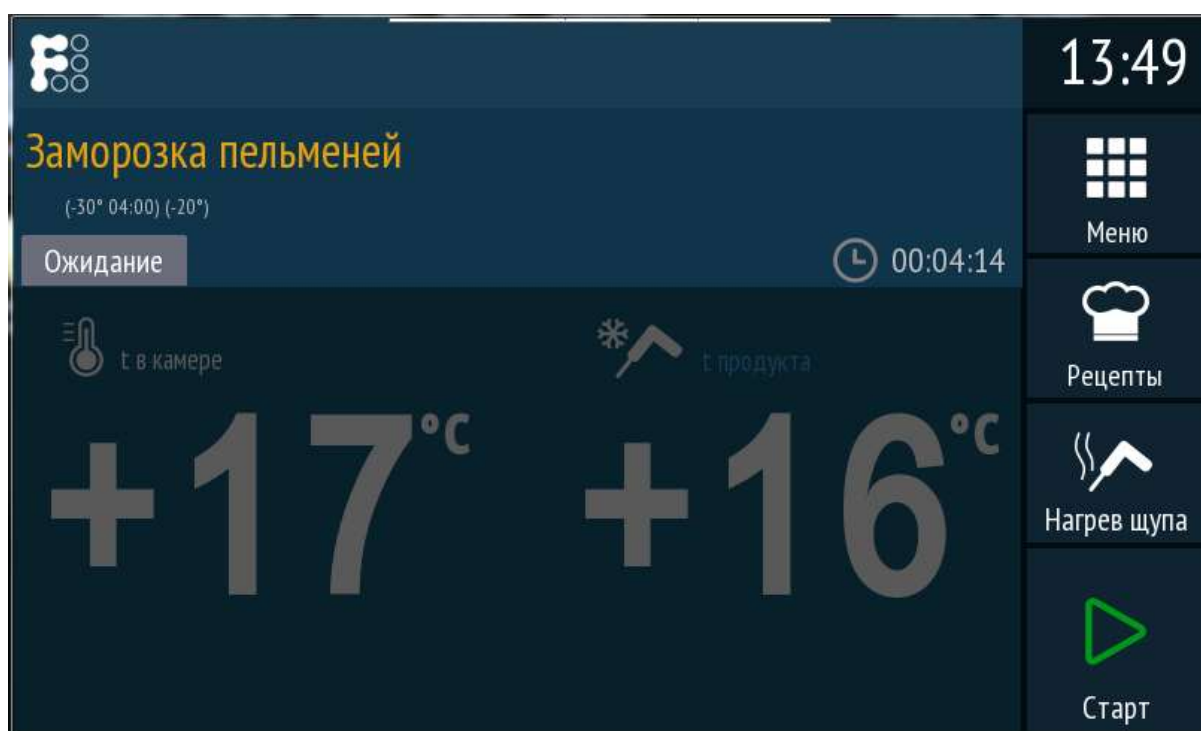 13:49
Заморозка пельменей
(-30° 04:00) (-20°)
Ожидание
00:04:14
t в камере
t продукта
+17°C
+16°C
Меню
Рецепты
Нагрев щупа
Старт